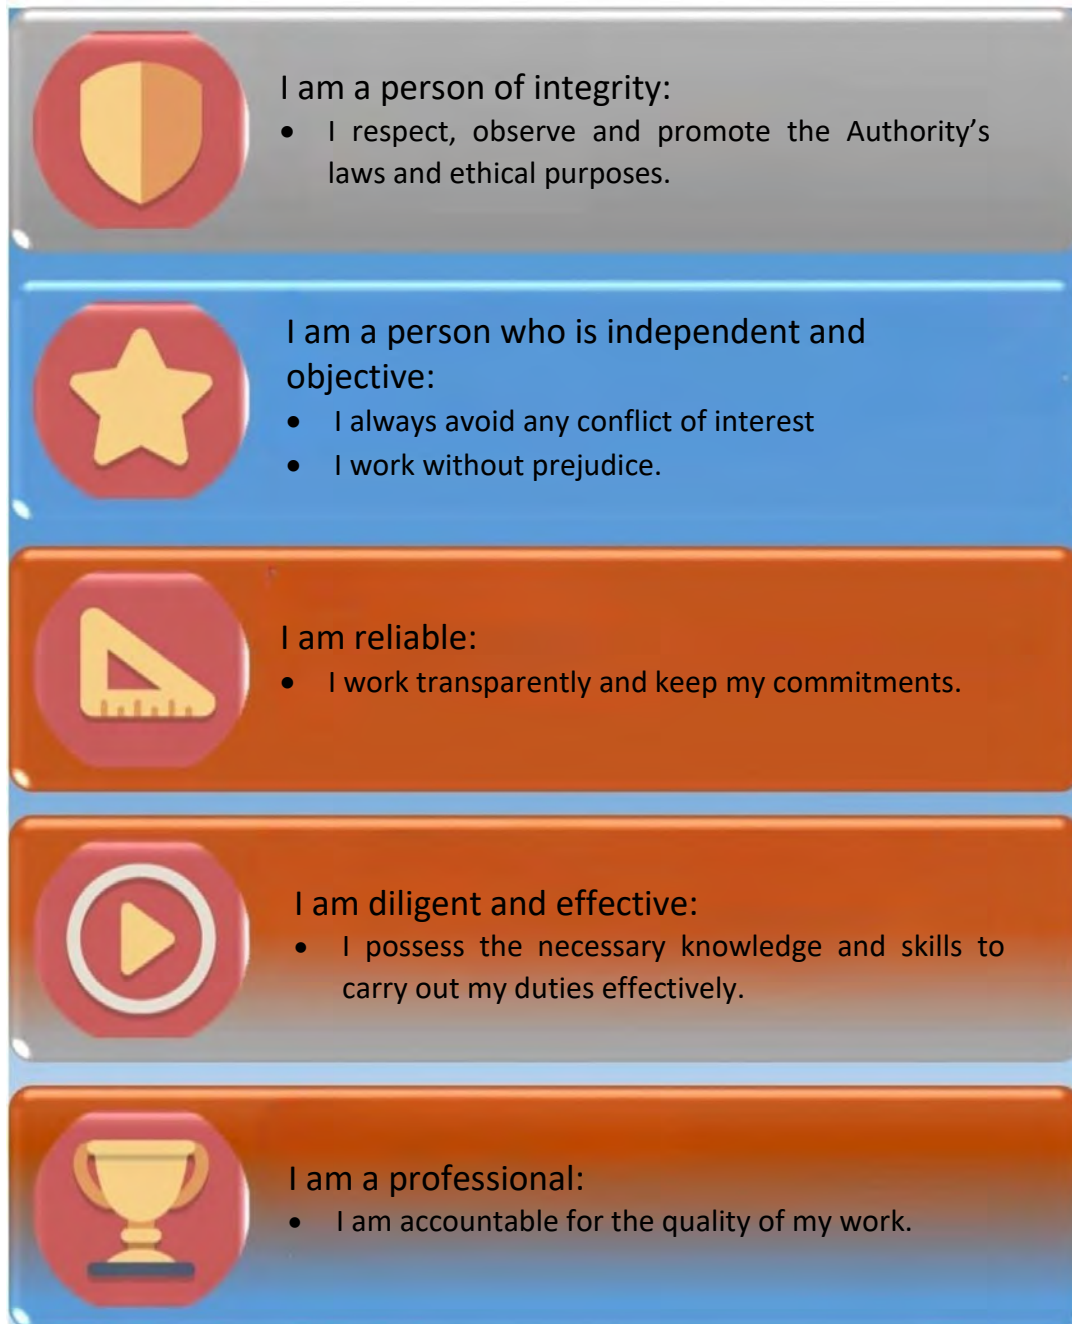 I am a person of integrity:
• I respect, observe and promote the Authority’s
laws and ethical purposes.
I am a person who is independent and
objective:
• I always avoid any conflict of interest
• I work without prejudice.
I am reliable:
• I work transparently and keep my commitments.
I am diligent and effective:
• I possess the necessary knowledge and skills to
carry out my duties effectively.
I am a professional:
• I am accountable for the quality of my work.